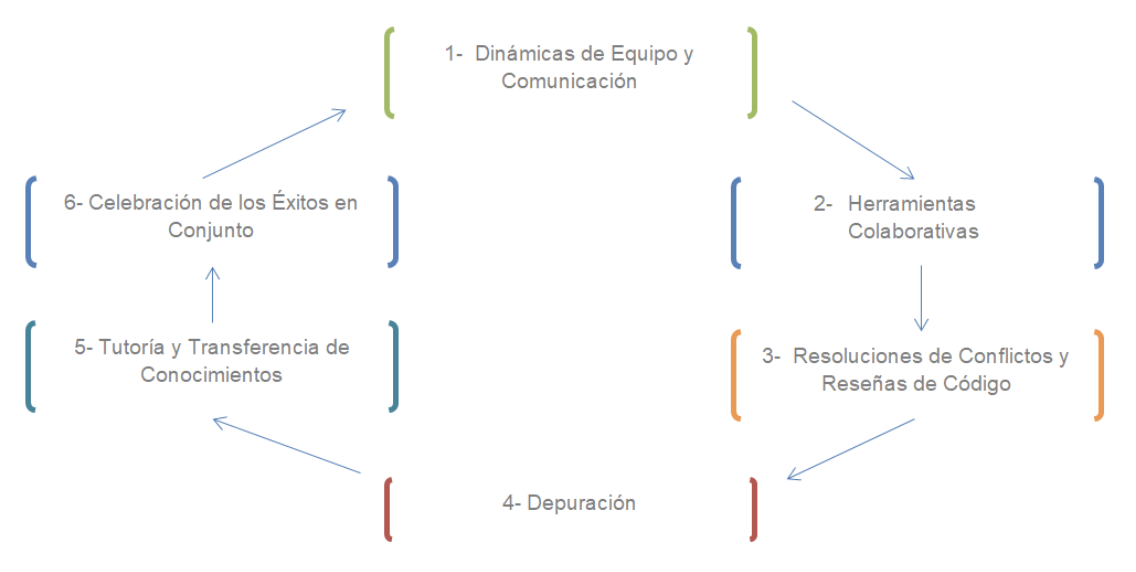 1- Dinámicas de Equipo y
Comunicación
2- Herramientas
Colaborativas
3- Resoluciones de Conflictos y
Reseñas de Código
4- Depuración
5- Tutoría y Transferencia de
Conocimientos
6- Celebración de los Éxitos en
Conjunto